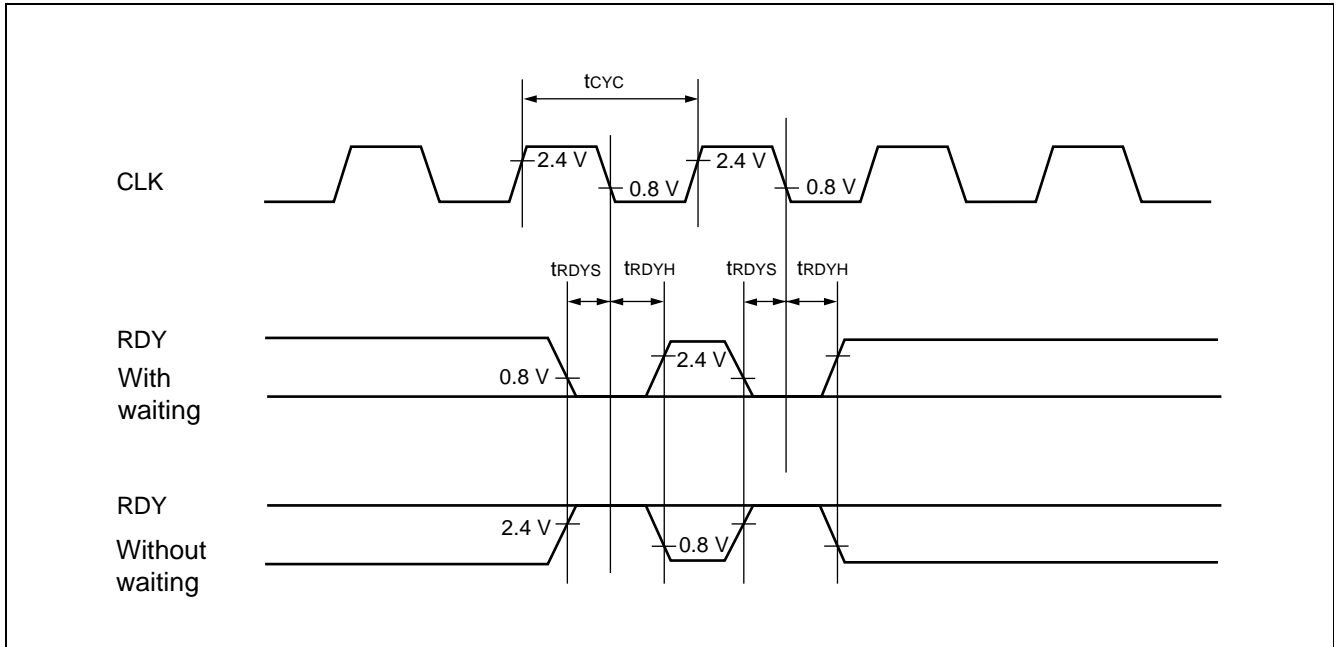 tCYC
2.4 V
2.4 V
CLK
0.8 V
0.8 V
tRDYS
tRDYH
tRDYS
tRDYH
RDY
With
waiting
2.4 V
0.8 V
RDY
Without
waiting
2.4 V
0.8 V